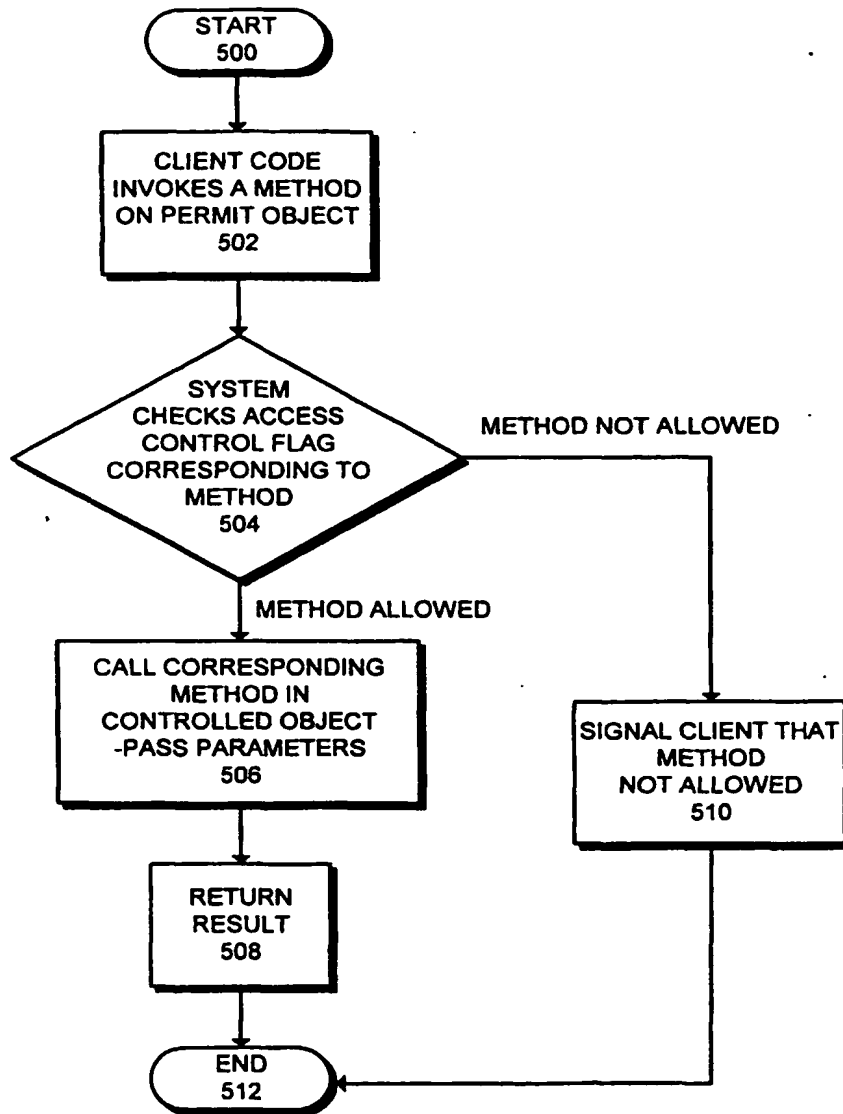 START
500
CLIENT CODE
INVOKES A METHOD
ON PERMIT OBJECT
502
SYSTEM
CHECKS ACCESS
CONTROL FLAG
CORRESPONDING TO
METHOD
504
METHOD NOT ALLOWED
METHOD ALLOWED
CALL CORRESPONDING
METHOD IN
CONTROLLED OBJECT
-PASS PARAMETERS
506
SIGNAL CLIENT THAT
METHOD
NOT ALLOWED
510
RETURN
RESULT
508
END
512